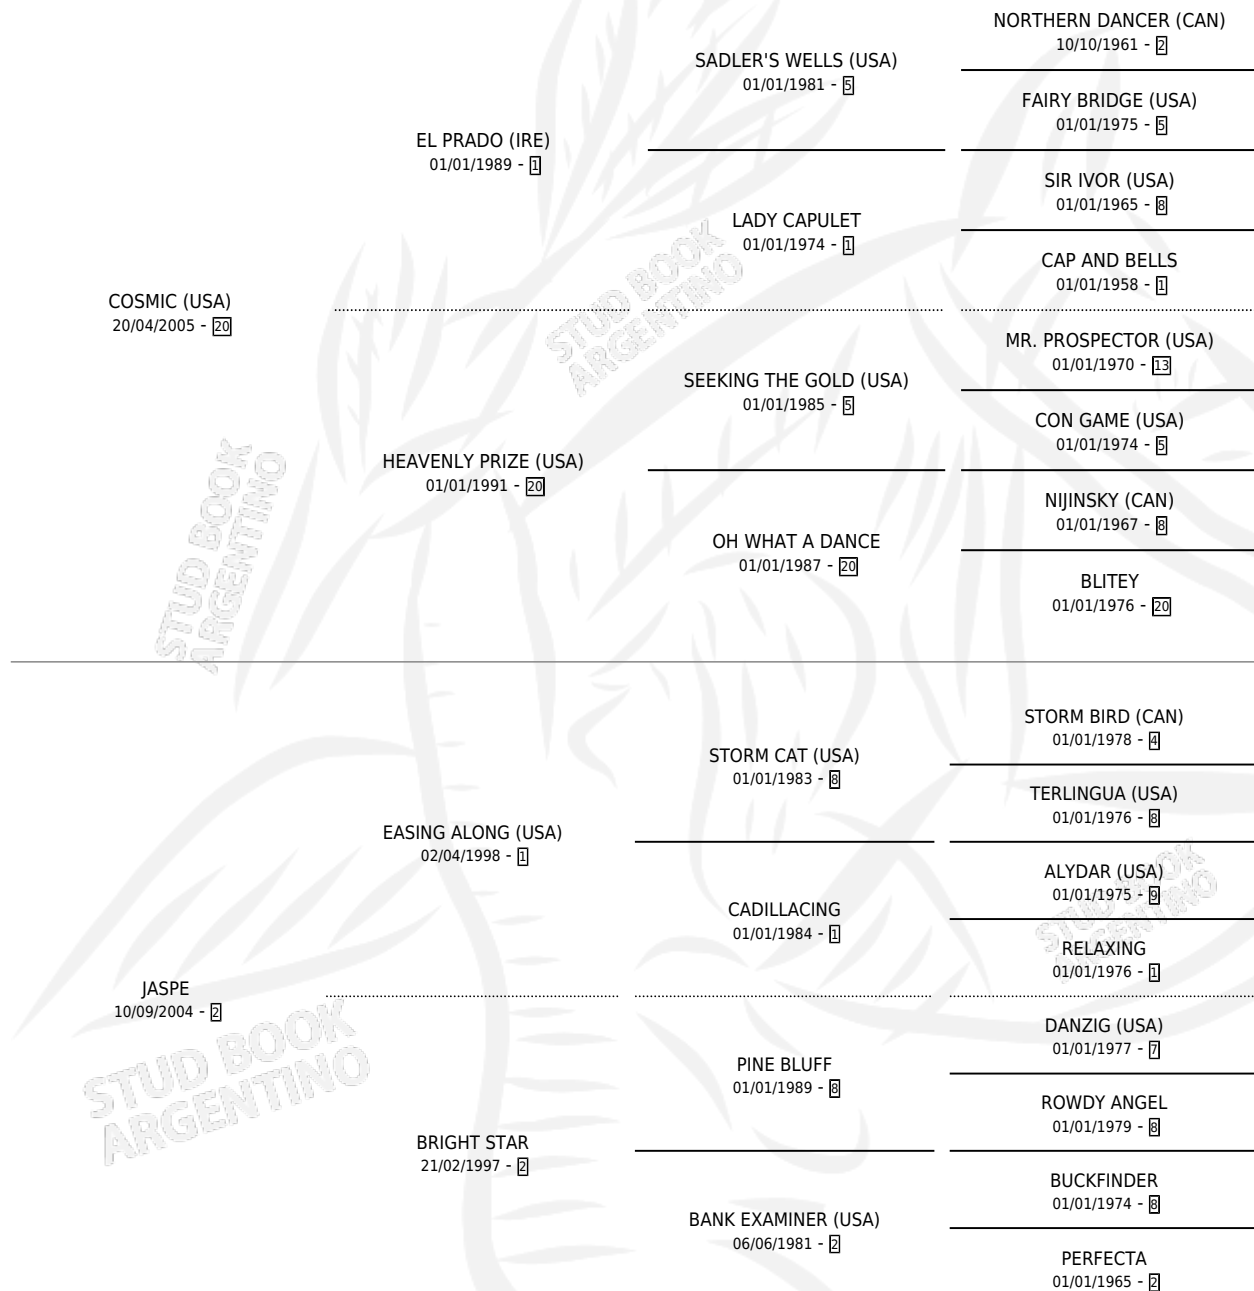 NORTHERN DANCER (CAN)
10/10/1961 - 2
SADLER'S WELLS (USA)
01/01/1981 - 5
FAIRY BRIDGE (USA)
01/01/1975 - 5
EL PRADO (IRE)
01/01/1989 - 1
SIR IVOR (USA)
01/01/1965 - 8
LADY CAPULET
01/01/1974 - 1
CAP AND BELLS
01/01/1958 - 1
COSMIC (USA)
20/04/2005 - 20
MR. PROSPECTOR (USA)
01/01/1970 - 13
SEEKING THE GOLD (USA)
01/01/1985 - 5
CON GAME (USA)
01/01/1974 - 5
HEAVENLY PRIZE (USA)
01/01/1991 - 20
NIJINSKY (CAN)
01/01/1967 - 8
OH WHAT A DANCE
01/01/1987 - 20
BLITEY
01/01/1976 - 20
STUD BOOK
ARGENTINO
STUD BOOK
ARGENTINO
STORM BIRD (CAN)
01/01/1978 - 4
STORM CAT (USA)
01/01/1983 - 8
TERLINGUA (USA)
01/01/1976 - 8
EASING ALONG (USA)
02/04/1998 - 1
ALYDAR (USA)
01/01/1975 - 9
CADILLACING
01/01/1984 - 1
RELAXING
01/01/1976 - 1
STUD BOOK
ARGENTINO
JASPE
10/09/2004 - 2
STUD BOOK
ARGENTINO
DANZIG (USA)
01/01/1977 - 7
PINE BLUFF
01/01/1989 - 8
ROWDY ANGEL
01/01/1979 - 8
BRIGHT STAR
21/02/1997 - 2
BUCKFINDER
01/01/1974 - 8
BANK EXAMINER (USA)
06/06/1981 - 2
PERFECTA
01/01/1965 - 2